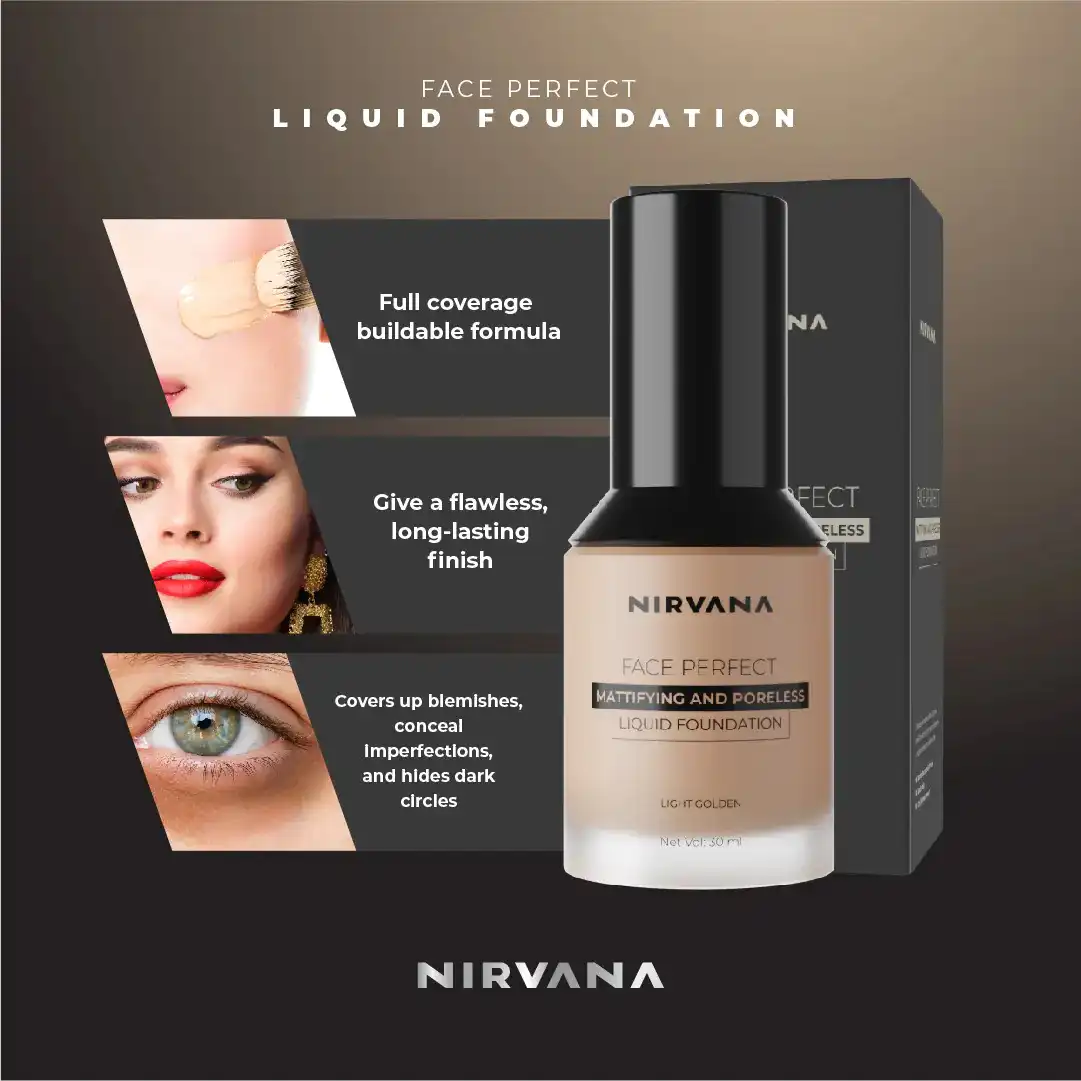 FACE PERFECT
LIQUID FOUNDATION
Full coverage
buildable formula
Give a flawless,
long-lasting
finish
Covers up blemishes,
conceal
imperfections,
and hides dark
circles
NIRVANA
FACE PERFECT
MATTIFYING AND PORELESS
LIQUID FOUNDATION
LIGHT GOLDEN
Net Vol: 30 ml
NIRVANA